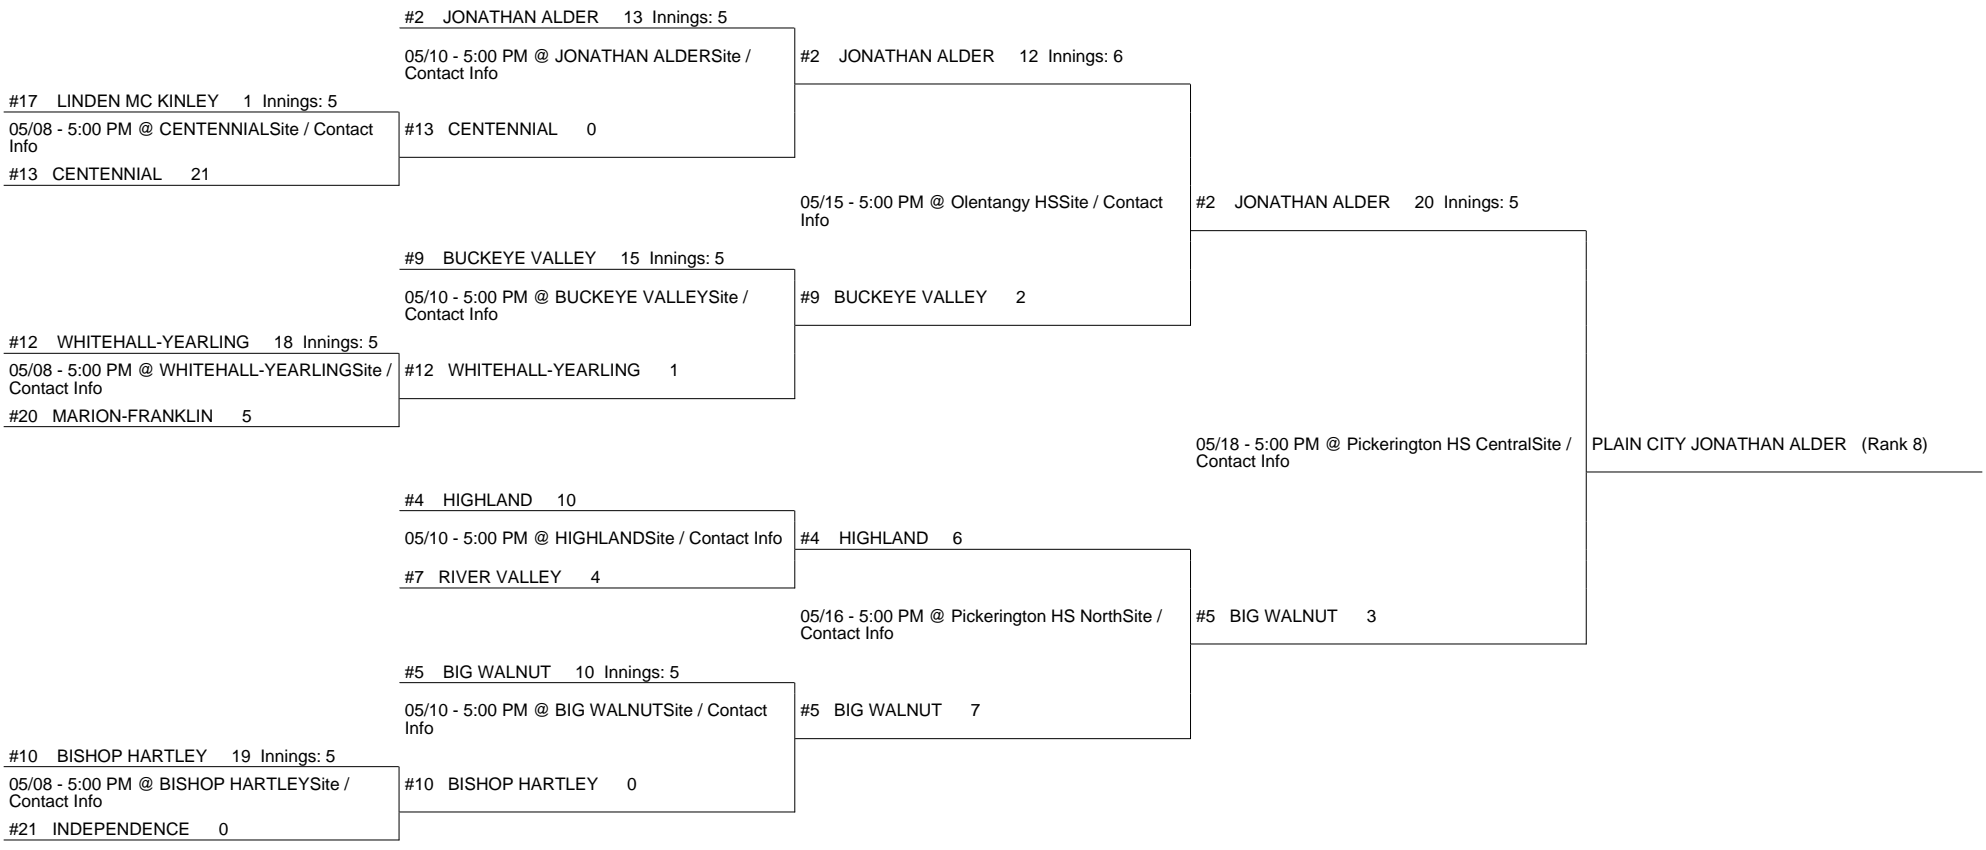 #2 JONATHAN ALDER 13 Innings: 5
05/10 - 5:00 PM @ JONATHAN ALDERSite /
Contact Info
#2 JONATHAN ALDER 12 Innings: 6
#17 LINDEN MC KINLEY 1 Innings: 5
05/08 - 5:00 PM @ CENTENNIALSite / Contact
Info
#13 CENTENNIAL 0
#13 CENTENNIAL 21
05/15 - 5:00 PM @ Olentangy HSSite / Contact
Info
#2 JONATHAN ALDER 20 Innings: 5
#9 BUCKEYE VALLEY 15 Innings: 5
05/10 - 5:00 PM @ BUCKEYE VALLEYSite /
Contact Info
#9 BUCKEYE VALLEY 2
#12 WHITEHALL-YEARLING 18 Innings: 5
05/08 - 5:00 PM @ WHITEHALL-YEARLINGSite /
Contact Info
#12 WHITEHALL-YEARLING 1
#20 MARION-FRANKLIN 5
05/18 - 5:00 PM @ Pickerington HS CentralSite /
Contact Info
PLAIN CITY JONATHAN ALDER (Rank 8)
#4 HIGHLAND 10
05/10 - 5:00 PM @ HIGHLANDSite / Contact Info
#4 HIGHLAND 6
#7 RIVER VALLEY 4
05/16 - 5:00 PM @ Pickerington HS NorthSite /
Contact Info
#5 BIG WALNUT 3
#5 BIG WALNUT 10 Innings: 5
05/10 - 5:00 PM @ BIG WALNUTSite / Contact
Info
#5 BIG WALNUT 7
#10 BISHOP HARTLEY 19 Innings: 5
05/08 - 5:00 PM @ BISHOP HARTLEYSite /
Contact Info
#10 BISHOP HARTLEY 0
#21 INDEPENDENCE 0